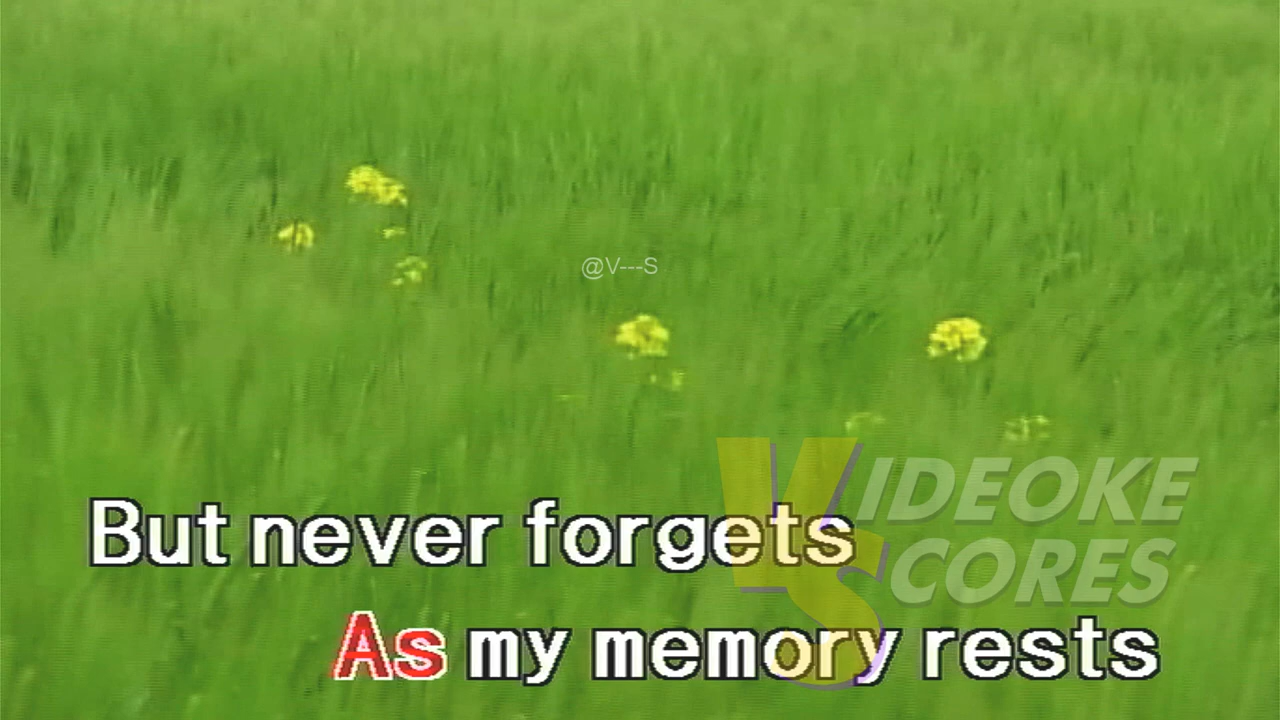 @V---S
VIDEOKE
SCORES
But never forgets
As my memory rests